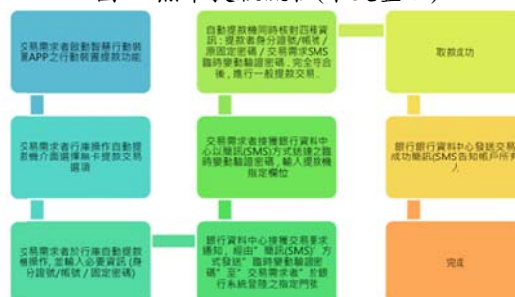 交易需求者啟動智慧行動裝
置APP之行動裝置提款功能
交易需求者行庫操作自動提
款機介面選擇無卡提款交易
選項
交易需求者於行庫自動提款
機操作,並輸入必要資訊(身
分證號/帳號/固定密碼)
銀行資料中心接獲交易要求
通知,經由"簡訊(SMS)"方
式發送"臨時變動驗證密
碼"至"交易需求者"於銀
行系統登陸之指定門號
交易需求者接獲銀行資料中
心以簡訊(SMS)方式送達之臨
時變動驗證密碼,輸入提款機
指定欄位
自動提款機同時核對四種資
訊:提款者身分證號/帳號/
原固定密碼/交易需求SMS
臨時變動驗證密碼,完全符合
後,進行一般提款交易.
取款成功
銀行銀行資料中心發送交易
成功簡訊(SMS告知帳戶所有
人
完成